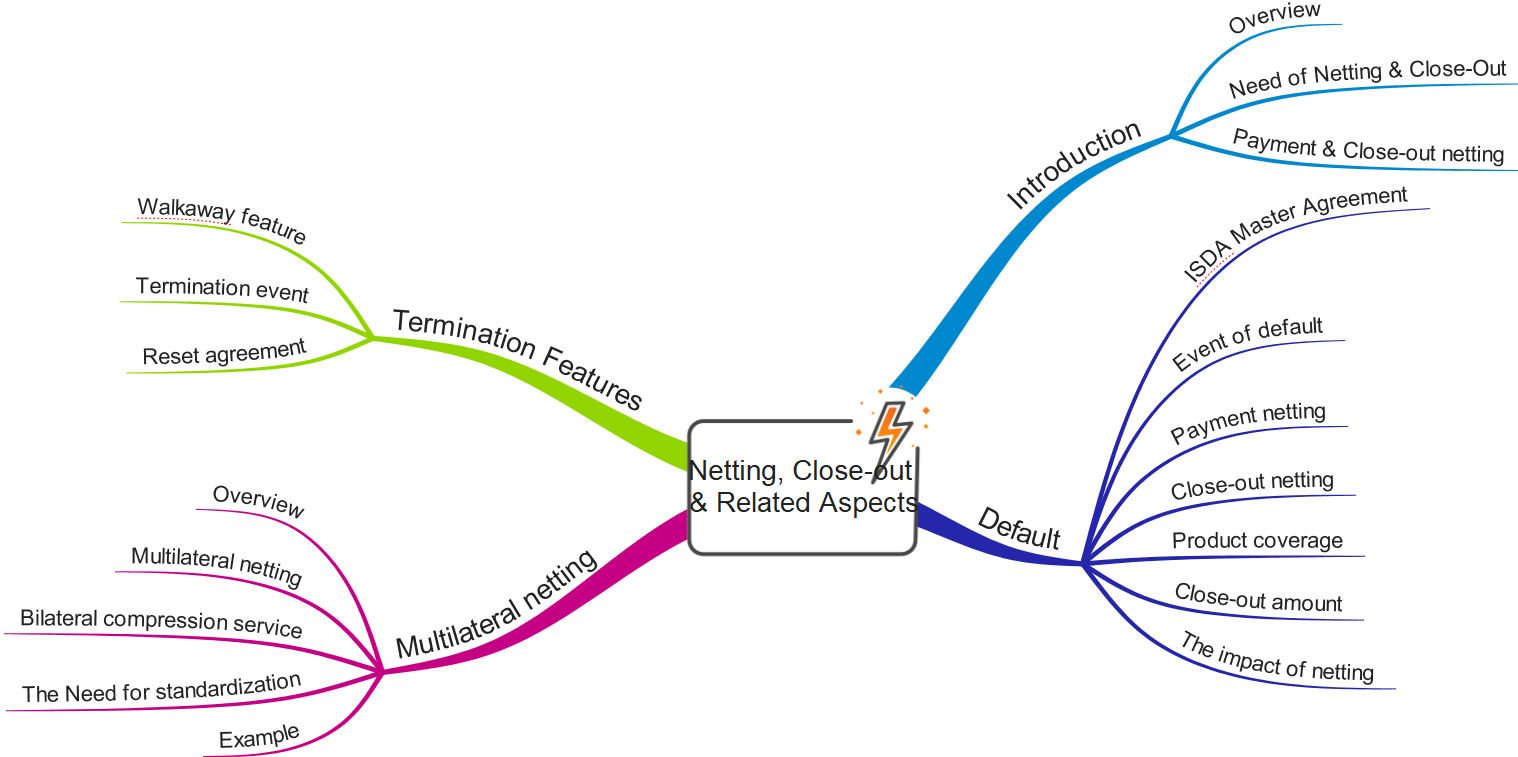 Netting, Close-out
& Related Aspects
Introduction
Overview
Need of Netting & Close-Out
Payment & Close-out netting
Default
ISDA Master Agreement
Event of default
Payment netting
Close-out netting
Product coverage
Close-out amount
The impact of netting
Termination Features
Walkaway feature
Termination event
Reset agreement
Multilateral netting
Overview
Multilateral netting
Bilateral compression service
The Need for standardization
Example